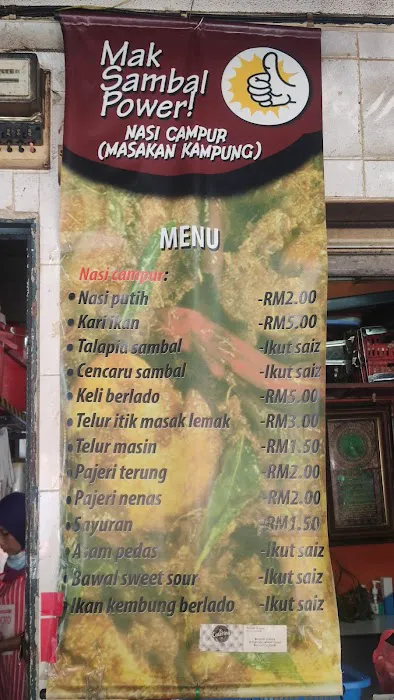 Mak
Sambal
Power!
NASI CAMPUR
(MASAKAN KAMPUNG)
MENU
Nasi campur:
• Nasi putih -RM2.00
• Kari ikan -RM5.00
• Talapia sambal -Ikut saiz
• Cencaru sambal -Ikut saiz
• Keli berlado -RM5.00
• Telur itik masak lemak -RM3.00
• Telur masin -RM1.50
• Pajeri terung -RM2.00
• Pajeri nenas -RM2.00
• Sayuran -RM1.50
• Asam pedas -Ikut saiz
• Bawal sweet sour -Ikut saiz
• Ikan kembung berlado -Ikut saiz